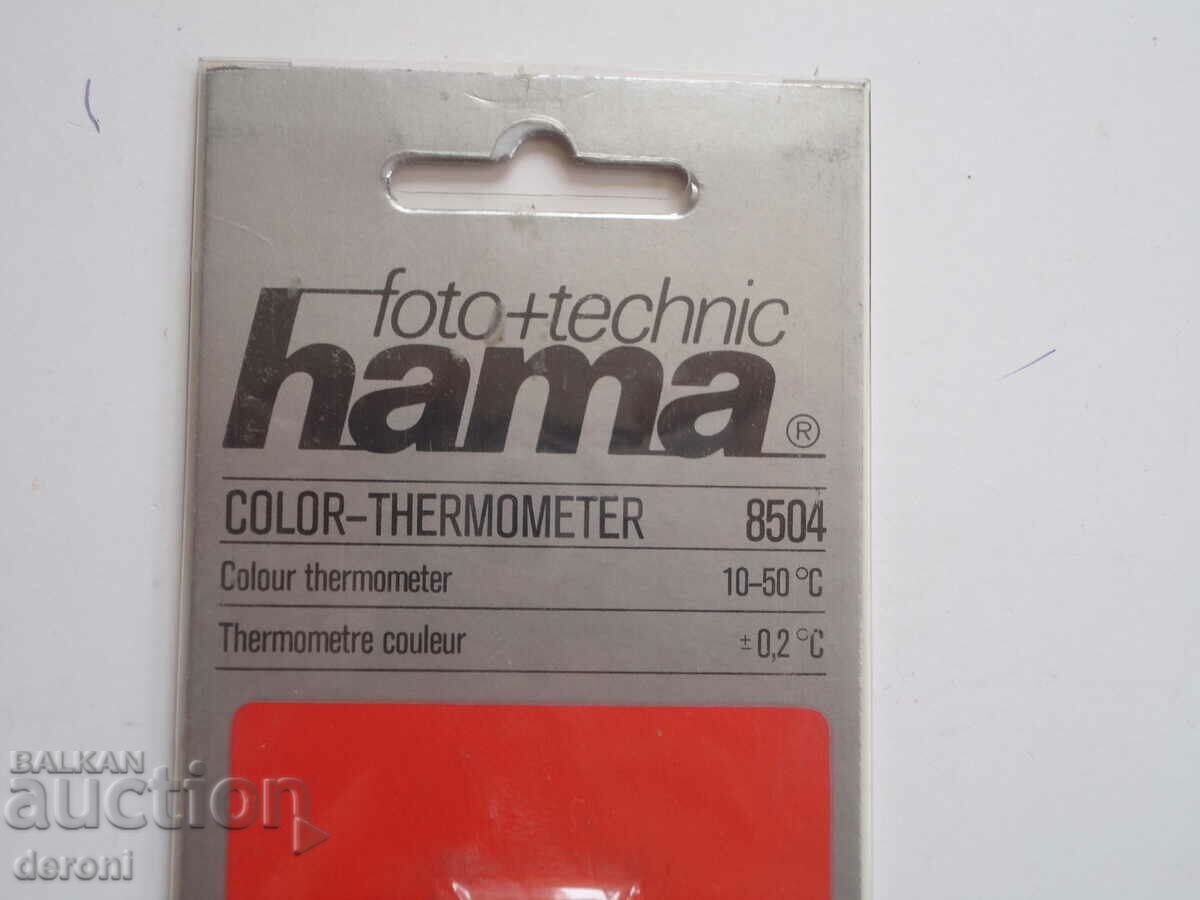 foto+technic
hama®
COLOR-THERMOMETER 8504
Colour thermometer 10-50 °C
Thermometre couleur ± 0,2 °C
BALKAN
auction
deroni